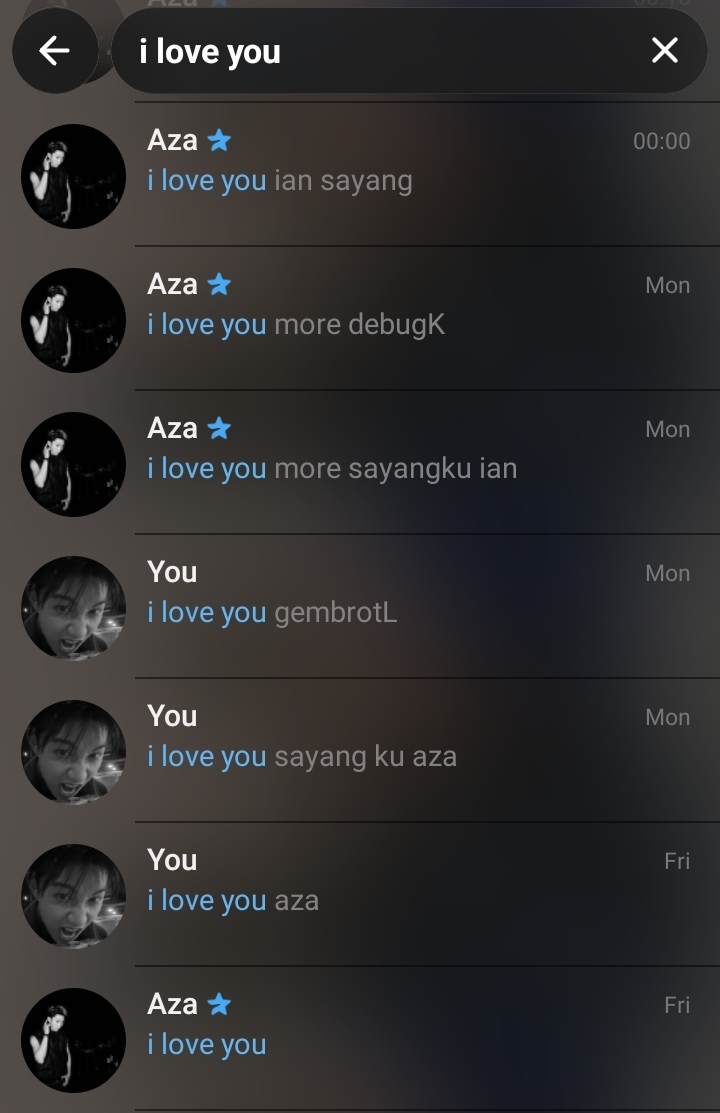 i love you
Aza
00:00
i love you ian sayang
Aza
Mon
i love you more debugK
Aza
Mon
i love you more sayangku ian
You
Mon
i love you gembrotL
You
Mon
i love you sayang ku aza
You
Fri
i love you aza
Aza
Fri
i love you